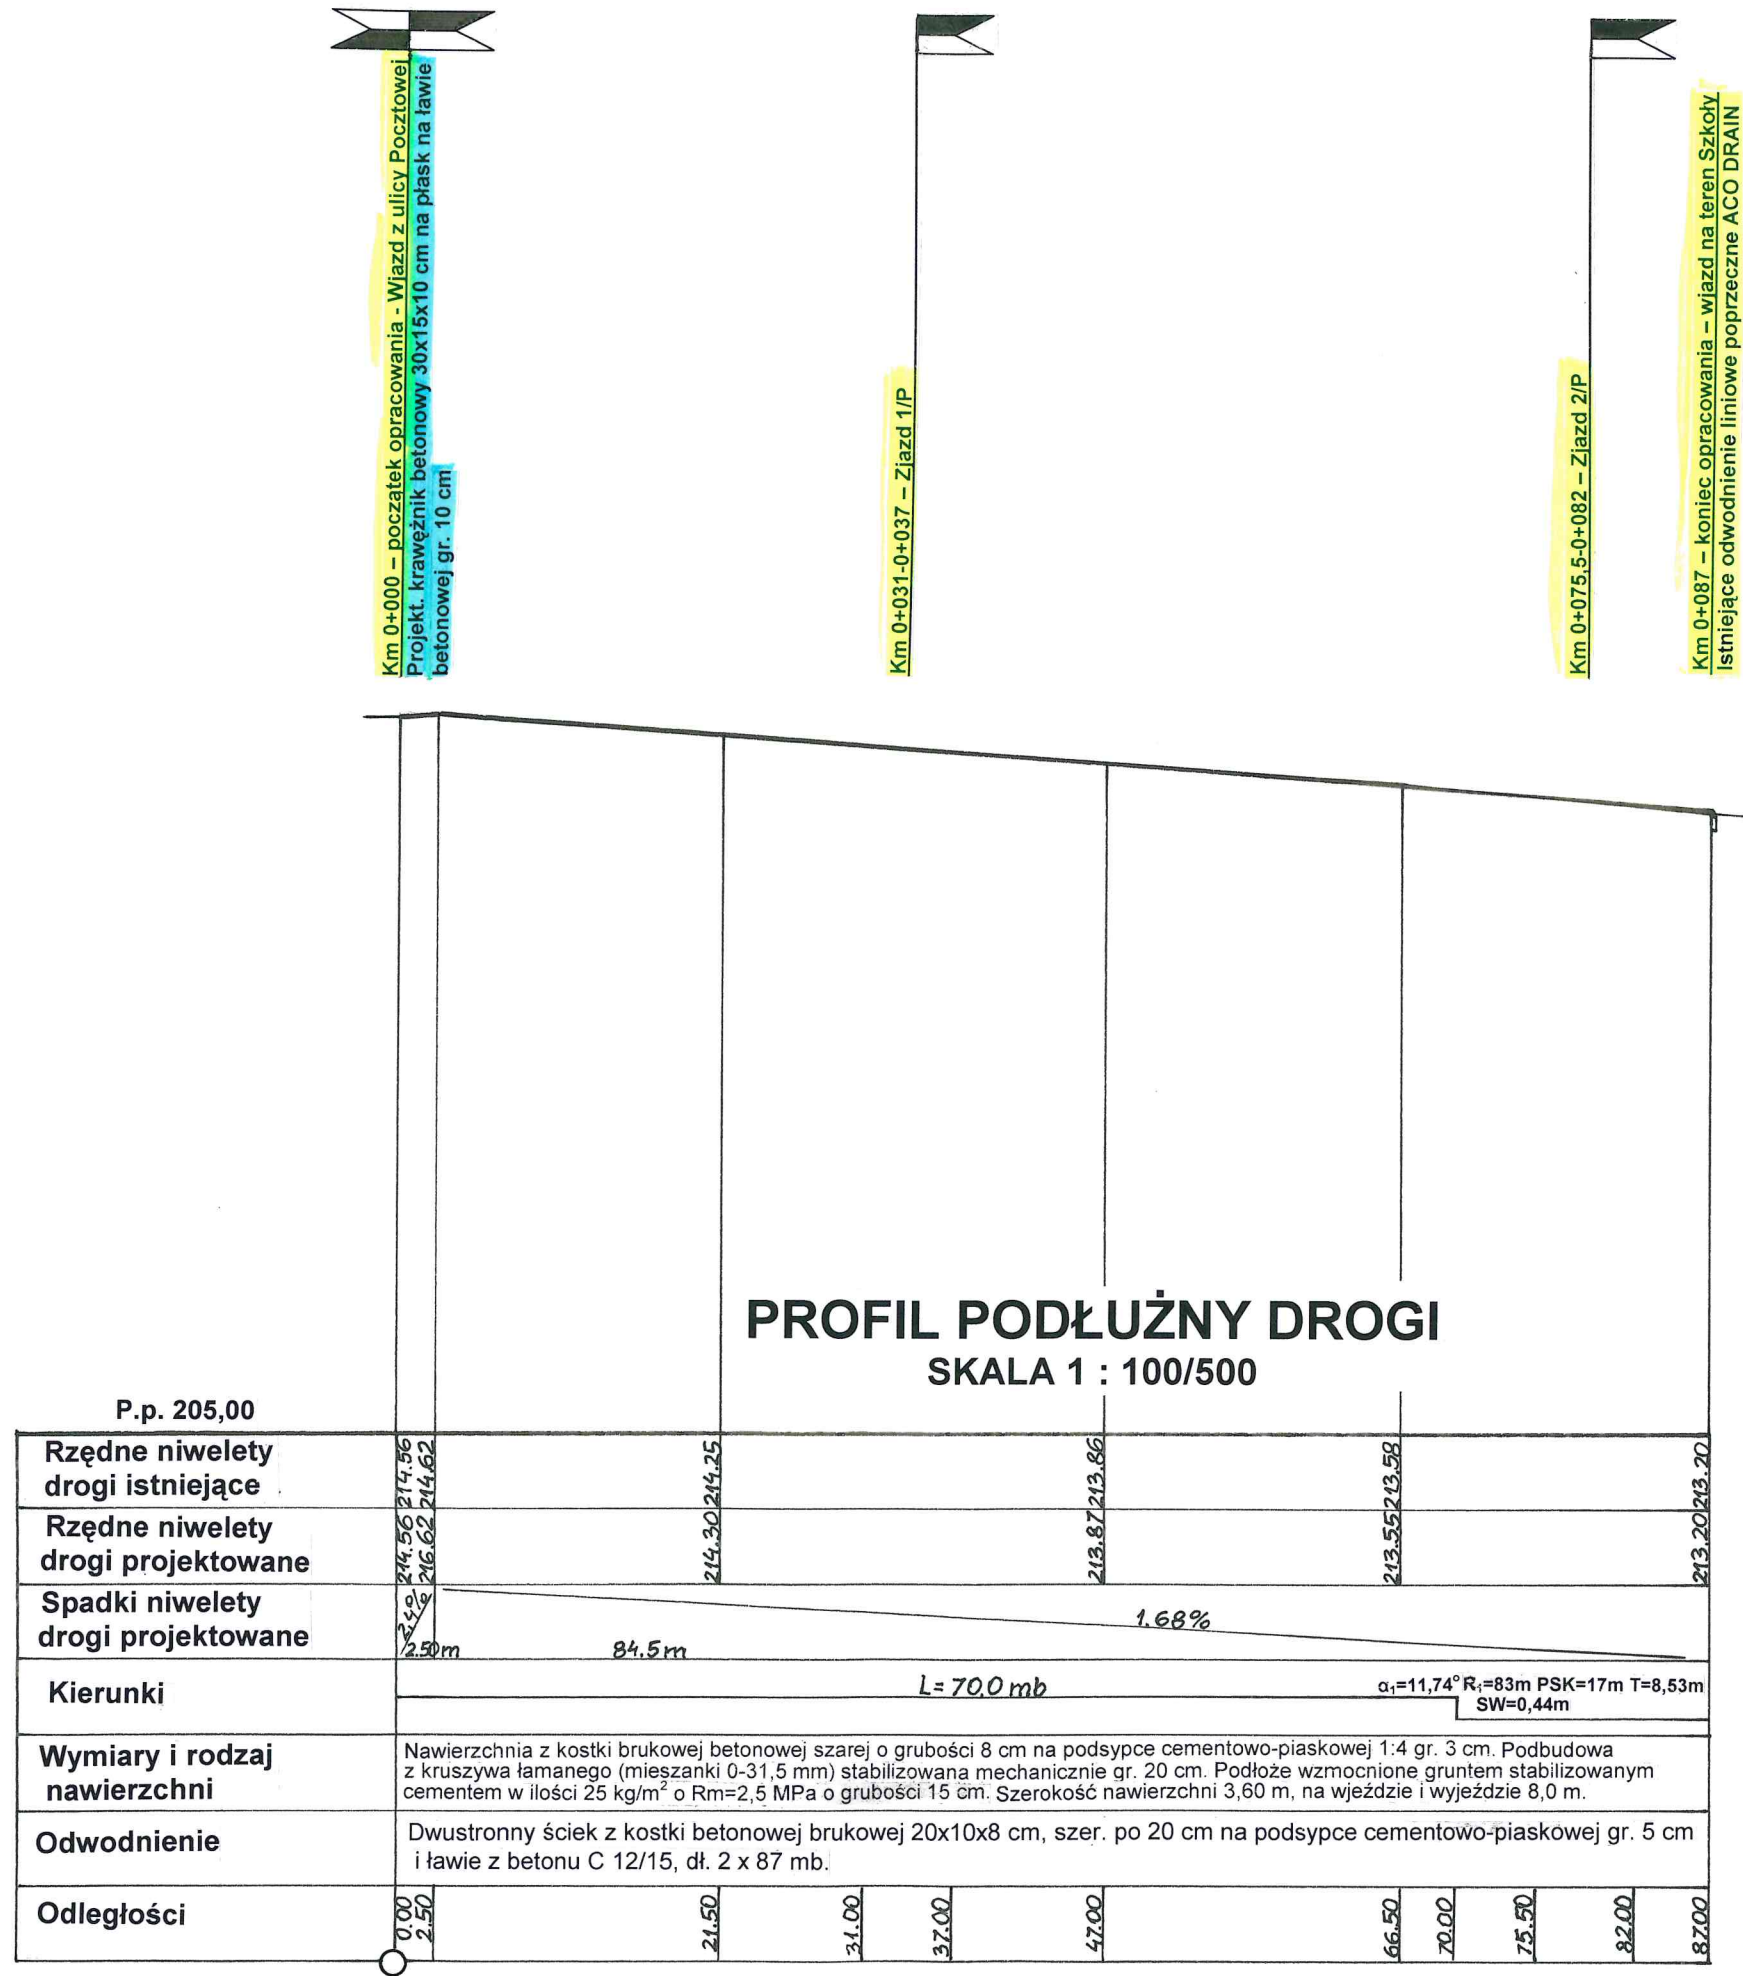 Km 0+000 – początek opracowania - Wjazd z ulicy Pocztowej
Projekt. krawężnik betonowy 30x15x10 cm na płask na ławie
betonowej gr. 10 cm
Km 0+031-0+037 – Zjazd 1/P
Km 0+075,5-0+082 – Zjazd 2/P
Km 0+087 – koniec opracowania – wjazd na teren Szkoły
Istniejące odwodnienie liniowe poprzeczne ACO DRAIN
PROFIL PODŁUŻNY DROGI
SKALA 1 : 100/500
P.p. 205,00
Rzędne niwelety
drogi istniejące
214.56
214.62
214.25
213.86
213.58
213.20
Rzędne niwelety
drogi projektowane
214.56
216.62
214.30
213.87
213.55
213.20
Spadki niwelety
drogi projektowane
2,4%
2.50m
84.5m
1.68%
Kierunki
L= 70,0 mb
α₁=11,74° R₁=83m PSK=17m T=8,53m
SW=0,44m
Wymiary i rodzaj
nawierzchni
Nawierzchnia z kostki brukowej betonowej szarej o grubości 8 cm na podsypce cementowo-piaskowej 1:4 gr. 3 cm. Podbudowa
z kruszywa łamanego (mieszanki 0-31,5 mm) stabilizowana mechanicznie gr. 20 cm. Podłoże wzmocnione gruntem stabilizowanym
cementem w ilości 25 kg/m² o Rm=2,5 MPa o grubości 15 cm. Szerokość nawierzchni 3,60 m, na wjeździe i wyjeździe 8,0 m.
Odwodnienie
Dwustronny ściek z kostki betonowej brukowej 20x10x8 cm, szer. po 20 cm na podsypce cementowo-piaskowej gr. 5 cm
i ławie z betonu C 12/15, dł. 2 x 87 mb.
Odległości
0.00
2.50
21.50
31.00
37.00
47.00
66.50
70.00
75.50
82.00
87.00